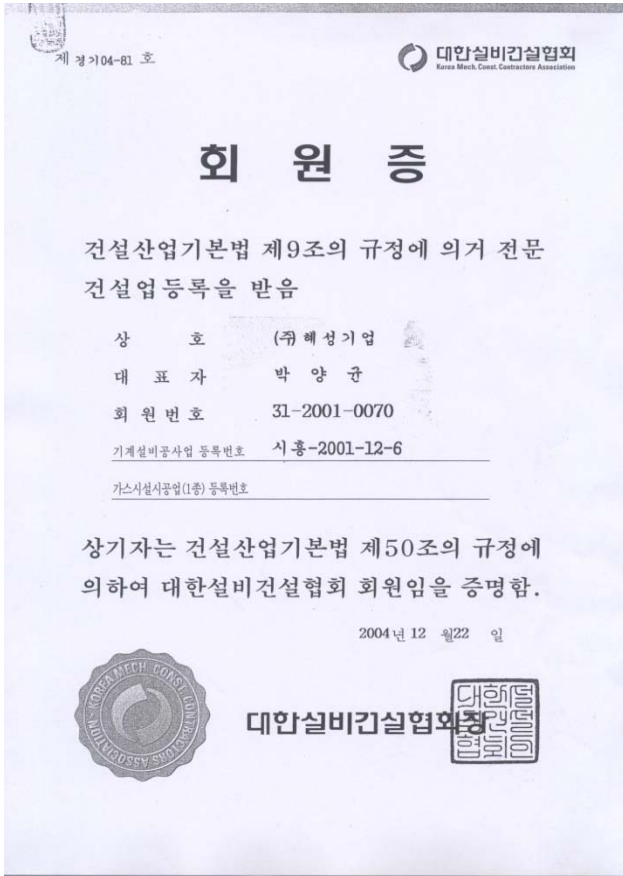 제 경기04-81 호
대한설비건설협회
Korea Mech. Const. Contractors Association
회 원 증
건설산업기본법 제9조의 규정에 의거 전문
건설업등록을 받음
상 호 (주)혜성기업
대 표 자 박 양 균
회 원 번 호 31-2001-0070
기계설비공사업 등록번호 시흥-2001-12-6
가스시설시공업(1종) 등록번호
상기자는 건설산업기본법 제50조의 규정에
의하여 대한설비건설협회 회원임을 증명함.
2004년 12 월22 일
KOREA MECH CONST. CONTRACTORS ASSOCIATION
대한설비건설협회장